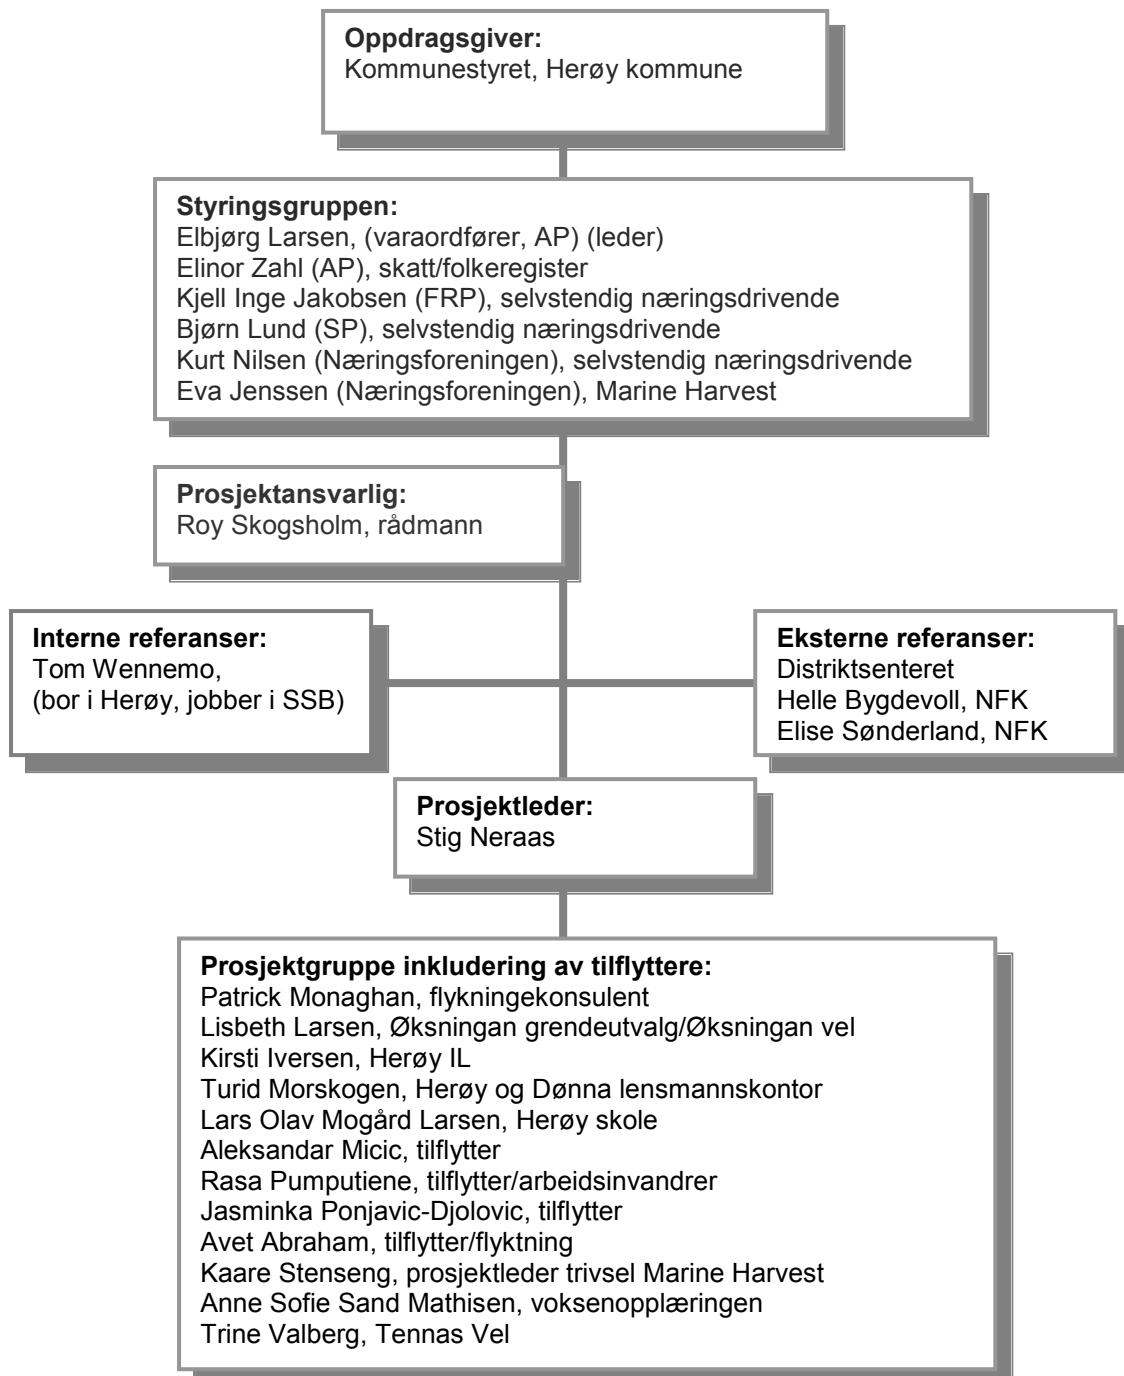 Oppdragsgiver:
Kommunestyret, Herøy kommune
Styringsgruppen:
Elbjørg Larsen, (varaordfører, AP) (leder)
Elinor Zahl (AP), skatt/folkeregister
Kjell Inge Jakobsen (FRP), selvstendig næringsdrivende
Bjørn Lund (SP), selvstendig næringsdrivende
Kurt Nilsen (Næringsforeningen), selvstendig næringsdrivende
Eva Jenssen (Næringsforeningen), Marine Harvest
Prosjektansvarlig:
Roy Skogsholm, rådmann
Interne referanser:
Tom Wennemo,
(bor i Herøy, jobber i SSB)
Eksterne referanser:
Distriktsenteret
Helle Bygdevoll, NFK
Elise Sønderland, NFK
Prosjektleder:
Stig Neraas
Prosjektgruppe inkludering av tilflyttere:
Patrick Monaghan, flykningekonsulent
Lisbeth Larsen, Øksningan grendeutvalg/Øksningan vel
Kirsti Iversen, Herøy IL
Turid Morskogen, Herøy og Dønna lensmannskontor
Lars Olav Mogård Larsen, Herøy skole
Aleksandar Micic, tilflytter
Rasa Pumputiene, tilflytter/arbeidsinvandrer
Jasminka Ponjavic-Djolovic, tilflytter
Avet Abraham, tilflytter/flyktning
Kaare Stenseng, prosjektleder trivsel Marine Harvest
Anne Sofie Sand Mathisen, voksenopplæringen
Trine Valberg, Tennas Vel